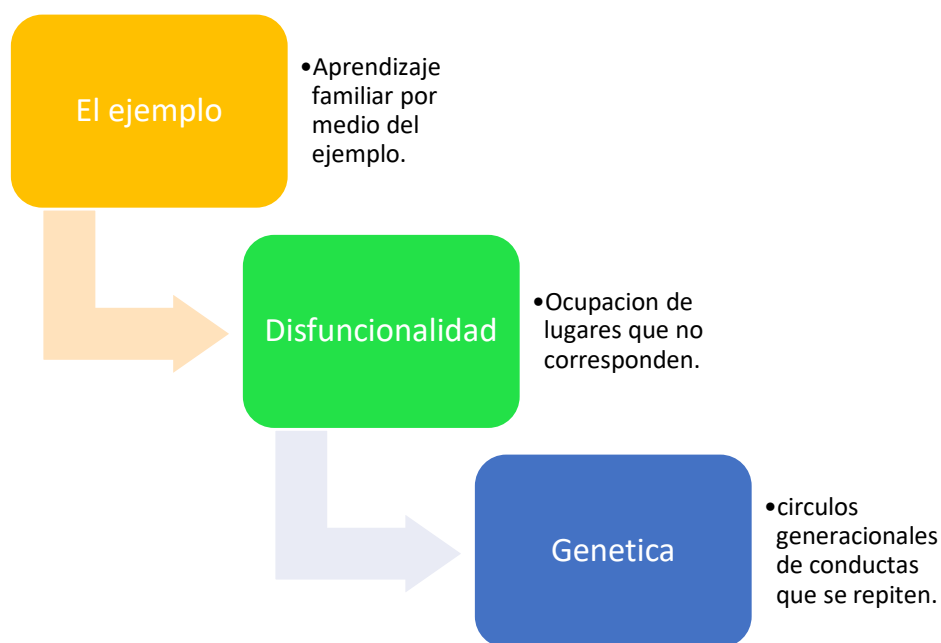 El ejemplo
•Aprendizaje
familiar por
medio del
ejemplo.
Disfuncionalidad
•Ocupacion de
lugares que no
corresponden.
Genetica
•circulos
generacionales
de conductas
que se repiten.